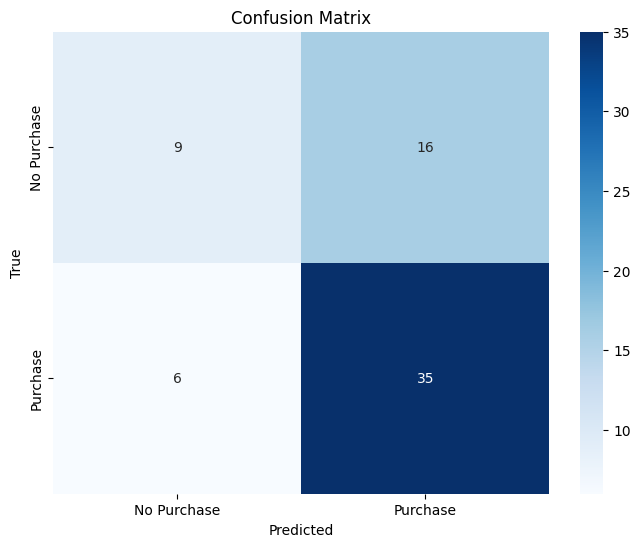 Confusion Matrix
True
No Purchase
Purchase
9
16
6
35
No Purchase
Purchase
Predicted
35
30
25
20
15
10